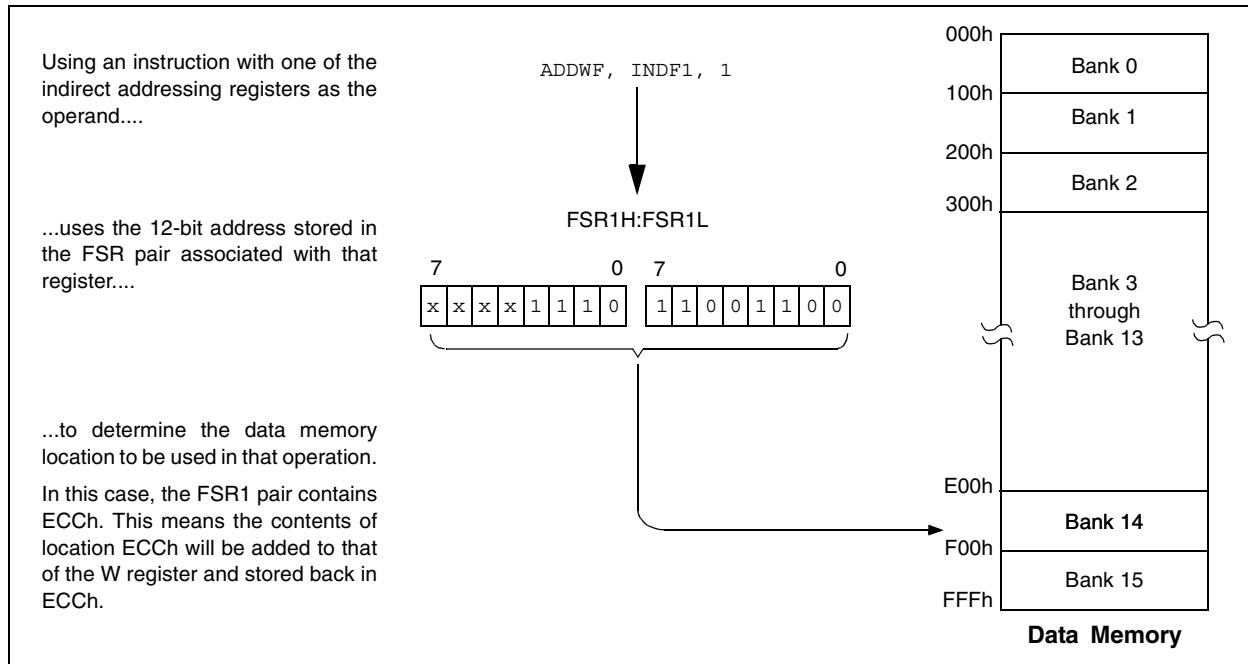 Using an instruction with one of the
indirect addressing registers as the
operand....
ADDWF, INDF1, 1
...uses the 12-bit address stored in
the FSR pair associated with that
register....
FSR1H:FSR1L
7 0 7 0
x x x x 1 1 1 0 1 1 0 0 1 1 0 0
...to determine the data memory
location to be used in that operation.
In this case, the FSR1 pair contains
ECCh. This means the contents of
location ECCh will be added to that
of the W register and stored back in
ECCh.
000h
Bank 0
100h
Bank 1
200h
Bank 2
300h
Bank 3
through
Bank 13
E00h
Bank 14
F00h
Bank 15
FFFh
Data Memory